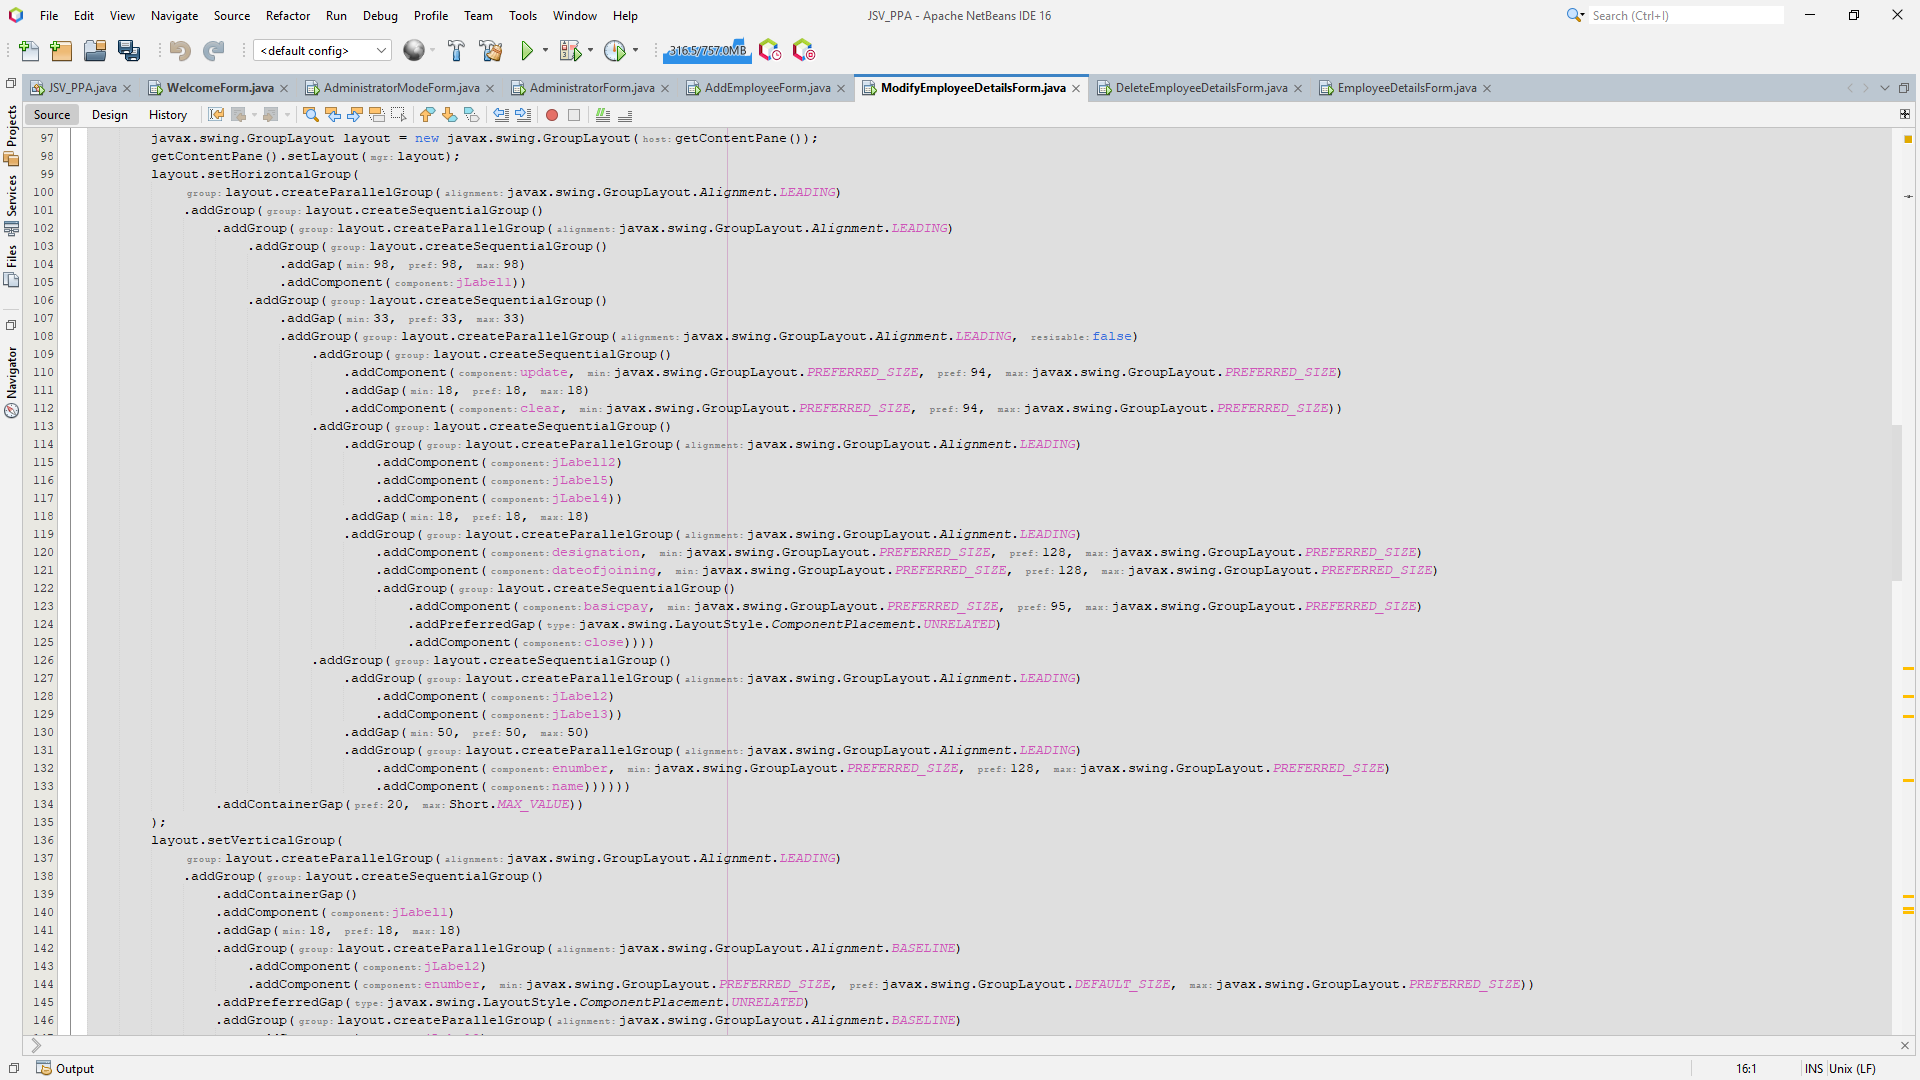 File Edit View Navigate Source Refactor Run Debug Profile Team Tools Window Help
JSV_PPA - Apache NetBeans IDE 16
Search (Ctrl+I)
<default config>
316.5/757.0MB
JSV_PPA.java
WelcomeForm.java
AdministratorModeForm.java
AdministratorForm.java
AddEmployeeForm.java
ModifyEmployeeDetailsForm.java
DeleteEmployeeDetailsForm.java
EmployeeDetailsForm.java
Source Design History
Projects
Services
Files
Navigator
97 javax.swing.GroupLayout layout = new javax.swing.GroupLayout(host: getContentPane());
98 getContentPane().setLayout(mgr: layout);
99 layout.setHorizontalGroup(
100 group: layout.createParallelGroup(alignment: javax.swing.GroupLayout.Alignment.LEADING)
101 .addGroup(group: layout.createSequentialGroup()
102 .addGroup(group: layout.createParallelGroup(alignment: javax.swing.GroupLayout.Alignment.LEADING)
103 .addGroup(group: layout.createSequentialGroup()
104 .addGap(min: 98, pref: 98, max: 98)
105 .addComponent(component: jLabel1))
106 .addGroup(group: layout.createSequentialGroup()
107 .addGap(min: 33, pref: 33, max: 33)
108 .addGroup(group: layout.createParallelGroup(alignment: javax.swing.GroupLayout.Alignment.LEADING, resizable: false)
109 .addGroup(group: layout.createSequentialGroup()
110 .addComponent(component: update, min: javax.swing.GroupLayout.PREFERRED_SIZE, pref: 94, max: javax.swing.GroupLayout.PREFERRED_SIZE)
111 .addGap(min: 18, pref: 18, max: 18)
112 .addComponent(component: clear, min: javax.swing.GroupLayout.PREFERRED_SIZE, pref: 94, max: javax.swing.GroupLayout.PREFERRED_SIZE))
113 .addGroup(group: layout.createSequentialGroup()
114 .addGroup(group: layout.createParallelGroup(alignment: javax.swing.GroupLayout.Alignment.LEADING)
115 .addComponent(component: jLabel12)
116 .addComponent(component: jLabel5)
117 .addComponent(component: jLabel4))
118 .addGap(min: 18, pref: 18, max: 18)
119 .addGroup(group: layout.createParallelGroup(alignment: javax.swing.GroupLayout.Alignment.LEADING)
120 .addComponent(component: designation, min: javax.swing.GroupLayout.PREFERRED_SIZE, pref: 128, max: javax.swing.GroupLayout.PREFERRED_SIZE)
121 .addComponent(component: dateofjoining, min: javax.swing.GroupLayout.PREFERRED_SIZE, pref: 128, max: javax.swing.GroupLayout.PREFERRED_SIZE)
122 .addGroup(group: layout.createSequentialGroup()
123 .addComponent(component: basicpay, min: javax.swing.GroupLayout.PREFERRED_SIZE, pref: 95, max: javax.swing.GroupLayout.PREFERRED_SIZE)
124 .addPreferredGap(type: javax.swing.LayoutStyle.ComponentPlacement.UNRELATED)
125 .addComponent(component: close))))
126 .addGroup(group: layout.createSequentialGroup()
127 .addGroup(group: layout.createParallelGroup(alignment: javax.swing.GroupLayout.Alignment.LEADING)
128 .addComponent(component: jLabel2)
129 .addComponent(component: jLabel3))
130 .addGap(min: 50, pref: 50, max: 50)
131 .addGroup(group: layout.createParallelGroup(alignment: javax.swing.GroupLayout.Alignment.LEADING)
132 .addComponent(component: enumber, min: javax.swing.GroupLayout.PREFERRED_SIZE, pref: 128, max: javax.swing.GroupLayout.PREFERRED_SIZE)
133 .addComponent(component: name))))))
134 .addContainerGap(pref: 20, max: Short.MAX_VALUE))
135 );
136 layout.setVerticalGroup(
137 group: layout.createParallelGroup(alignment: javax.swing.GroupLayout.Alignment.LEADING)
138 .addGroup(group: layout.createSequentialGroup()
139 .addContainerGap()
140 .addComponent(component: jLabel1)
141 .addGap(min: 18, pref: 18, max: 18)
142 .addGroup(group: layout.createParallelGroup(alignment: javax.swing.GroupLayout.Alignment.BASELINE)
143 .addComponent(component: jLabel2)
144 .addComponent(component: enumber, min: javax.swing.GroupLayout.PREFERRED_SIZE, pref: javax.swing.GroupLayout.DEFAULT_SIZE, max: javax.swing.GroupLayout.PREFERRED_SIZE))
145 .addPreferredGap(type: javax.swing.LayoutStyle.ComponentPlacement.UNRELATED)
146 .addGroup(group: layout.createParallelGroup(alignment: javax.swing.GroupLayout.Alignment.BASELINE)
Output
16:1 INS Unix (LF)